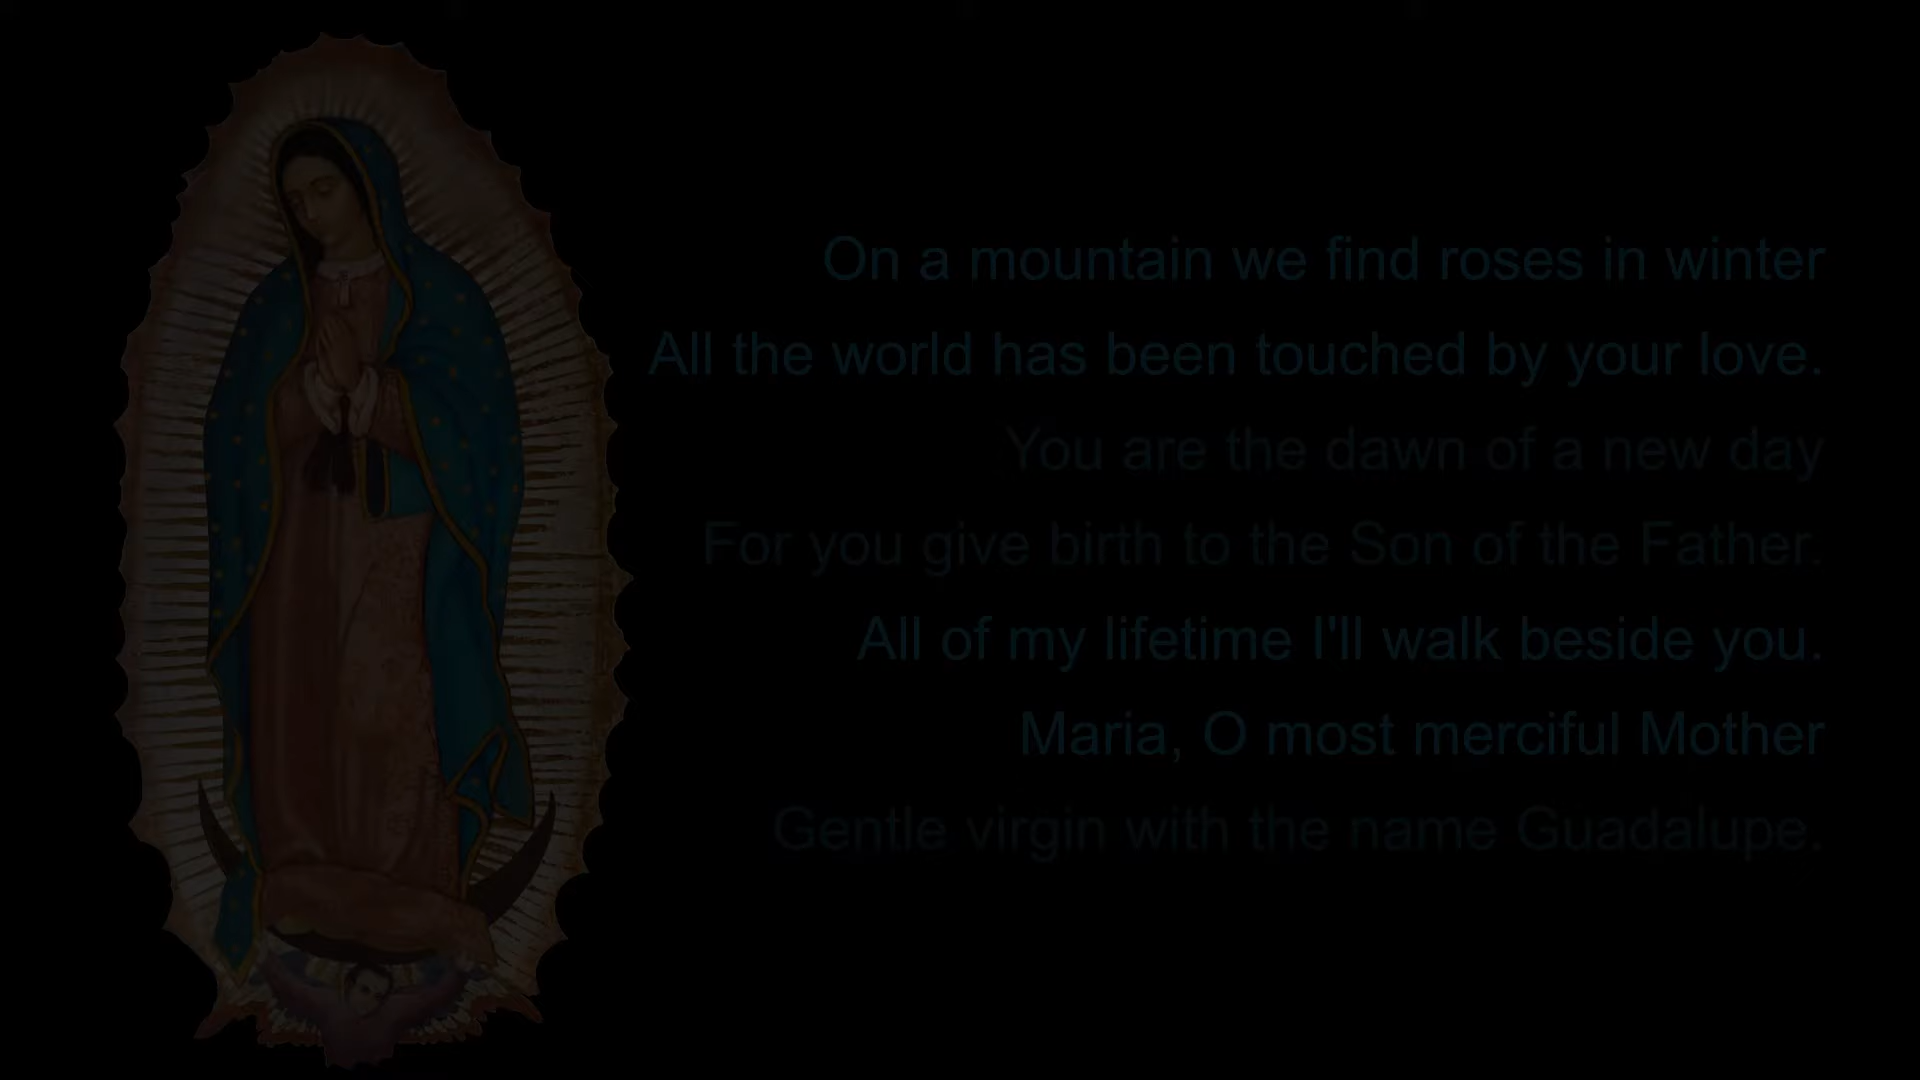 On a mountain we find roses in winter
All the world has been touched by your love.
You are the dawn of a new day
For you give birth to the Son of the Father.
All of my lifetime I'll walk beside you.
Maria, O most merciful Mother
Gentle virgin with the name Guadalupe.